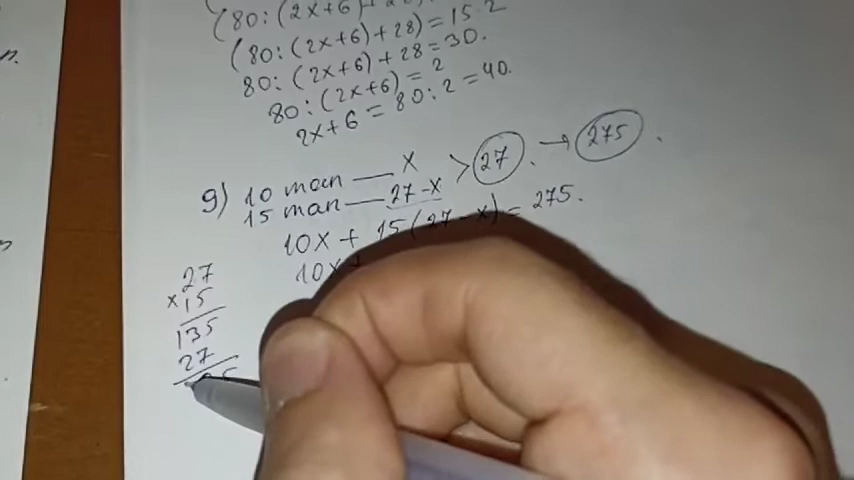 (80:(2x+6)+28)=15·2
80:(2x+6)+28=30.
80:(2x+6)=2
2x+6=80:2=40.
9) 10 man — x > 27. → 275.
15 man — 27-x
10x+15(27-x)=275.
10x+
27
×15
135
27